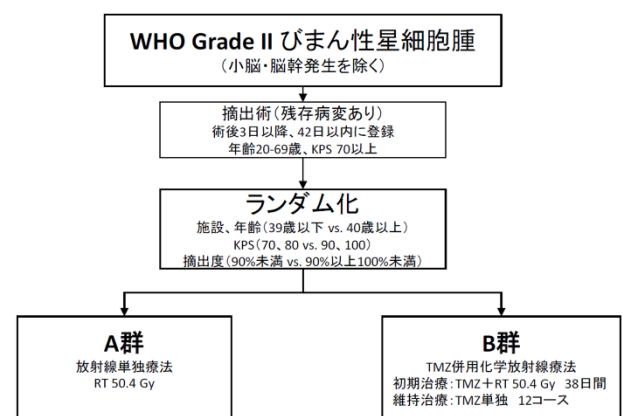 WHO Grade II びまん性星細胞腫
（小脳・脳幹発生を除く）
摘出術（残存病変あり）
術後3日以降、42日以内に登録
年齢20-69歳、KPS 70以上
ランダム化
施設、年齢（39歳以下 vs. 40歳以上）
KPS（70、80 vs. 90、100）
摘出度（90%未満 vs. 90%以上100%未満）
A群
放射線単独療法
RT 50.4 Gy
B群
TMZ併用化学放射線療法
初期治療：TMZ＋RT 50.4 Gy 38日間
維持治療：TMZ単独 12コース